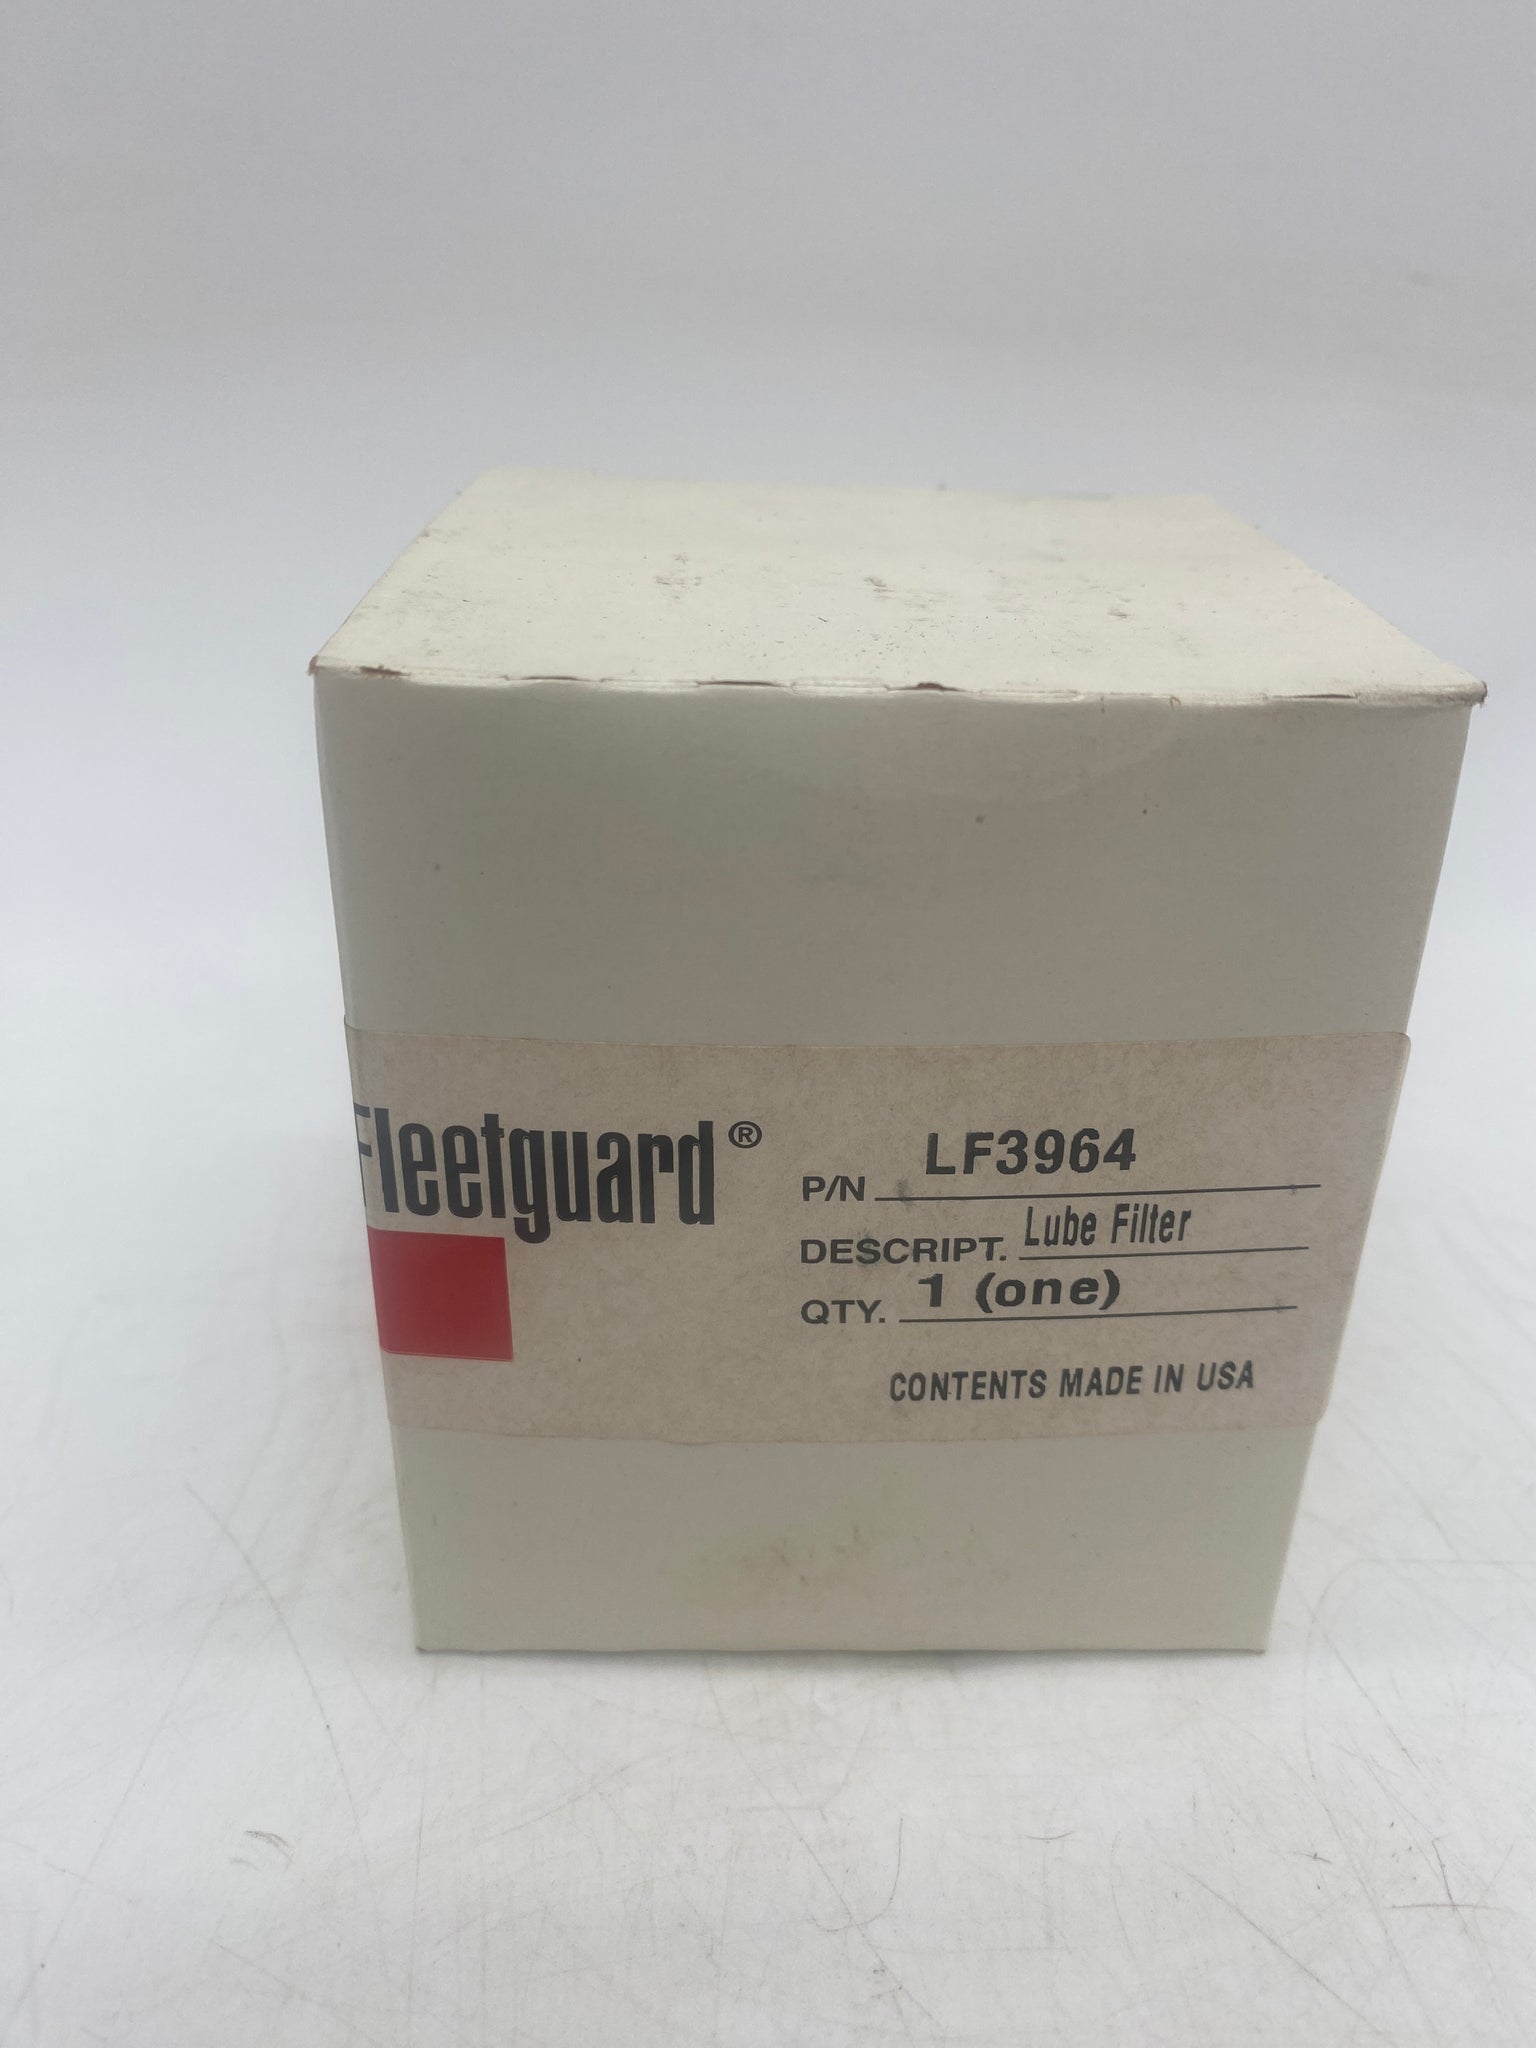 Fleetguard®
P/N LF3964
DESCRIPT. Lube Filter
QTY. 1 (one)
CONTENTS MADE IN USA